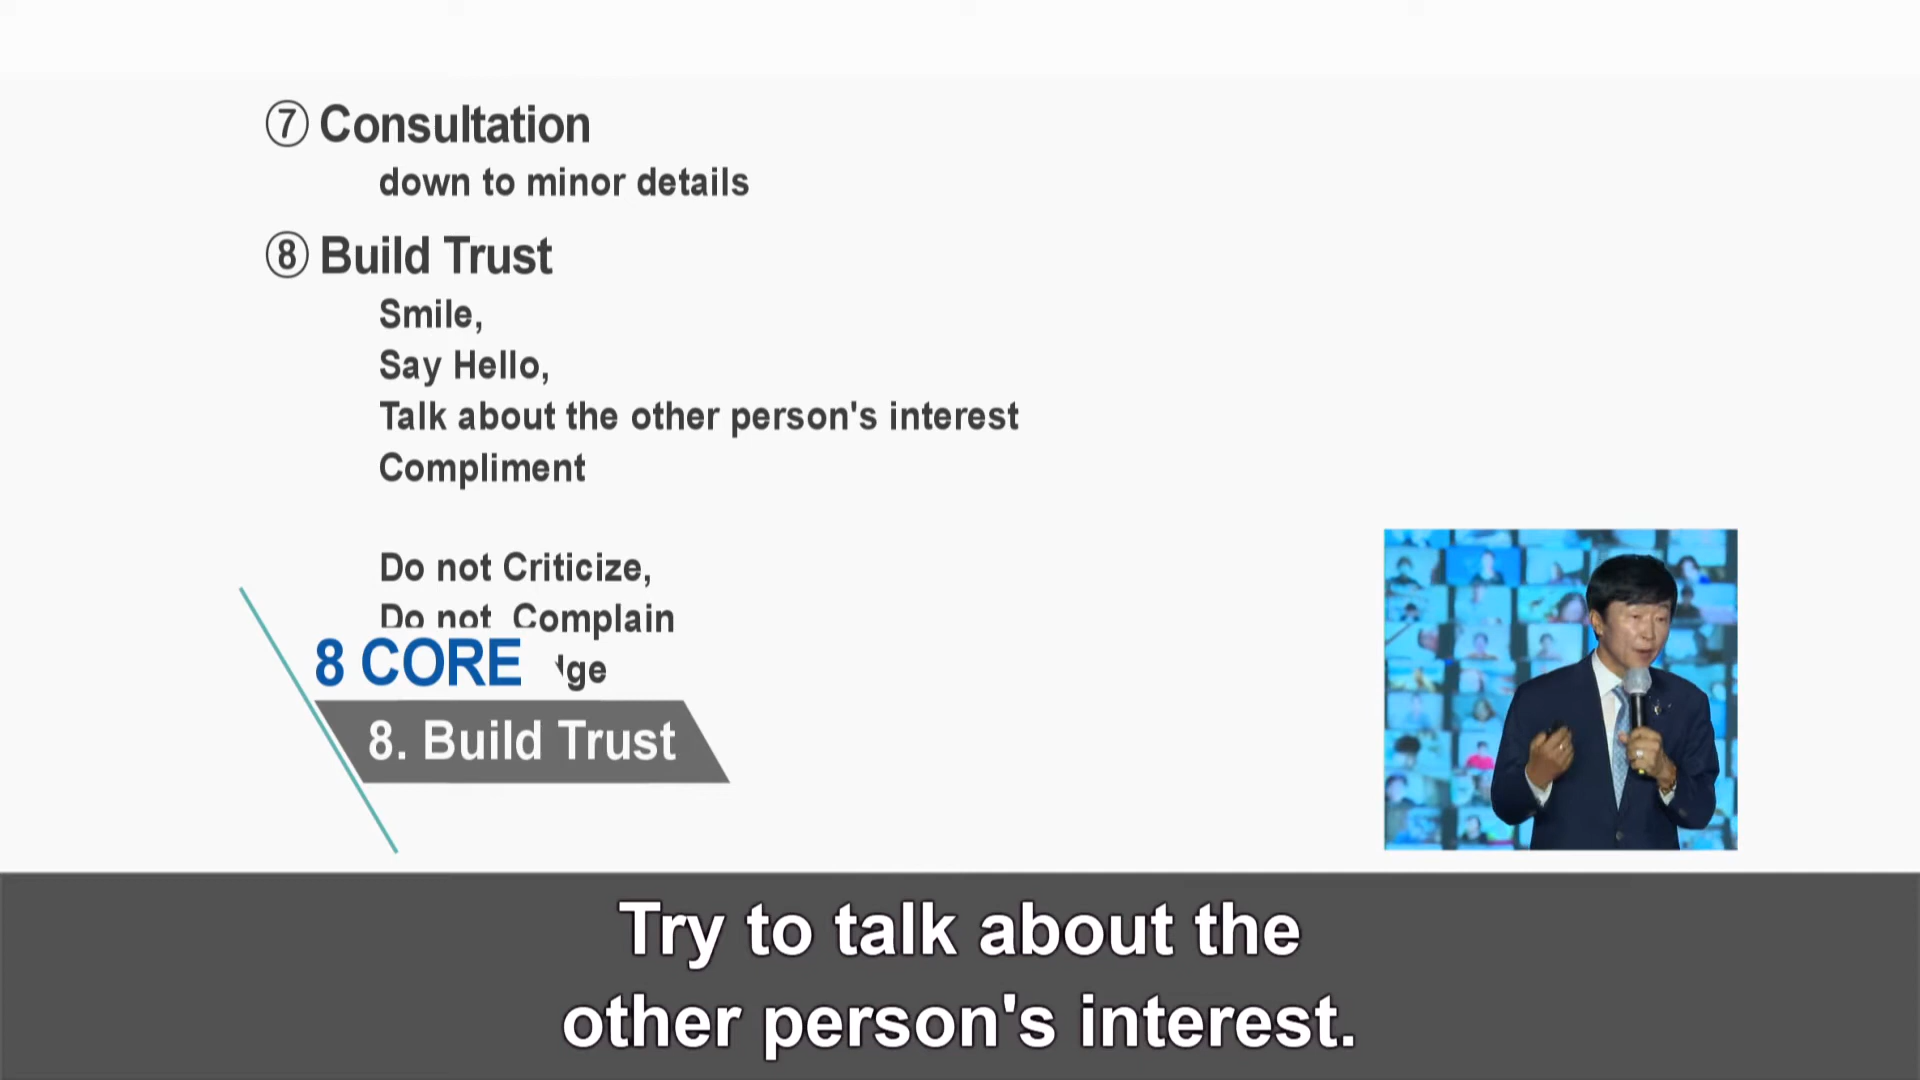 ⑦ Consultation
down to minor details
⑧ Build Trust
Smile,
Say Hello,
Talk about the other person's interest
Compliment
Do not Criticize,
Do not Complain
8 CORE
8. Build Trust
Try to talk about the
other person's interest.